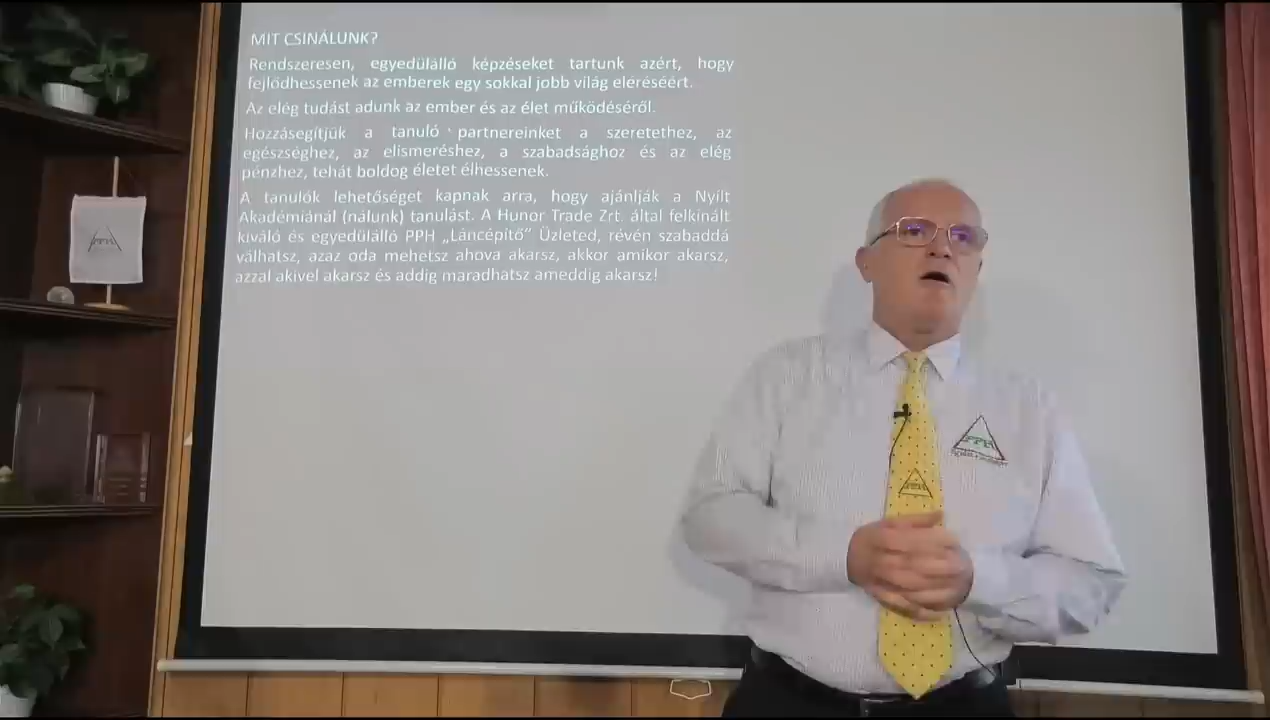 MIT CSINÁLUNK?
Rendszeresen, egyedülálló képzéseket tartunk azért, hogy
fejlődhessenek az emberek egy sokkal jobb világ eléréséért.
Az elég tudást adunk az ember és az élet működéséről.
Hozzásegítjük a tanuló partnereinket a szeretethez, az
egészséghez, az elismeréshez, a szabadsághoz és az elég
pénzhez, tehát boldog életet élhessenek.
A tanulók lehetőséget kapnak arra, hogy ajánlják a Nyílt
Akadémiánál (nálunk) tanulást. A Hunor Trade Zrt. által felkínált
kiváló és egyedülálló PPH „Láncépítő" Üzleted, révén szabaddá
válhatsz, azaz oda mehetsz ahova akarsz, akkor amikor akarsz,
azzal akivel akarsz és addig maradhatsz ameddig akarsz!
PPH
PPH
PPH